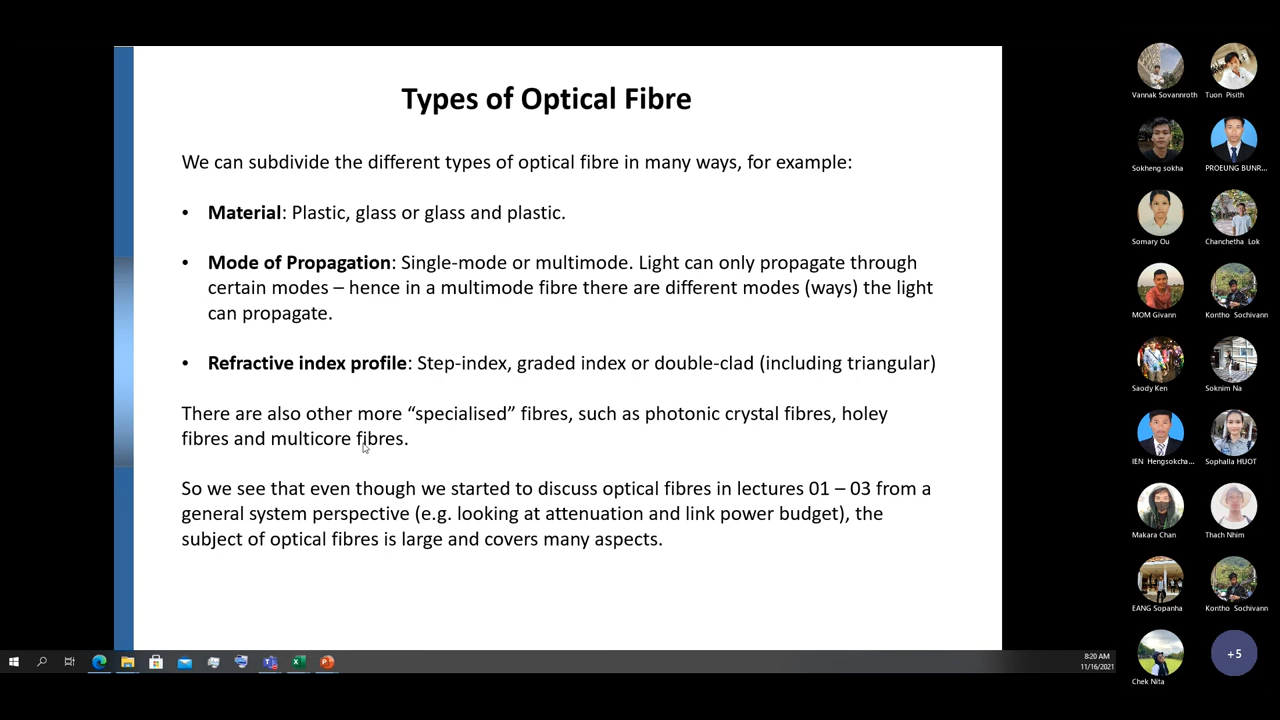 Types of Optical Fibre
We can subdivide the different types of optical fibre in many ways, for example:
• Material: Plastic, glass or glass and plastic.
• Mode of Propagation: Single-mode or multimode. Light can only propagate through
certain modes – hence in a multimode fibre there are different modes (ways) the light
can propagate.
• Refractive index profile: Step-index, graded index or double-clad (including triangular)
There are also other more “specialised” fibres, such as photonic crystal fibres, holey
fibres and multicore fibres.
So we see that even though we started to discuss optical fibres in lectures 01 – 03 from a
general system perspective (e.g. looking at attenuation and link power budget), the
subject of optical fibres is large and covers many aspects.
8:20 AM
11/16/2021
Vannak Sovannroth
Tuon Pisith
Sokheng sokha
PROEUNG BUNR...
Somary Ou
Chanchetha Lok
MOM Givann
Kontho Sochivann
Saody Ken
Soknim Na
IEN Hengsokcha...
Sophalla HUOT
Makara Chan
Thach Nhim
EANG Sopanha
Kontho Sochivann
Chek Nita
+5